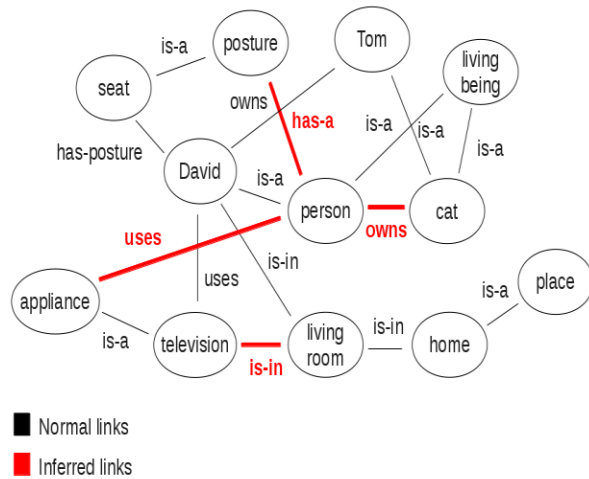 posture
Tom
is-a
living
being
seat
owns
has-a
is-a
is-a
has-posture
is-a
David
is-a
person
cat
uses
owns
uses
is-in
place
is-a
appliance
living
room
is-in
home
is-a
television
is-in
Normal links
Inferred links